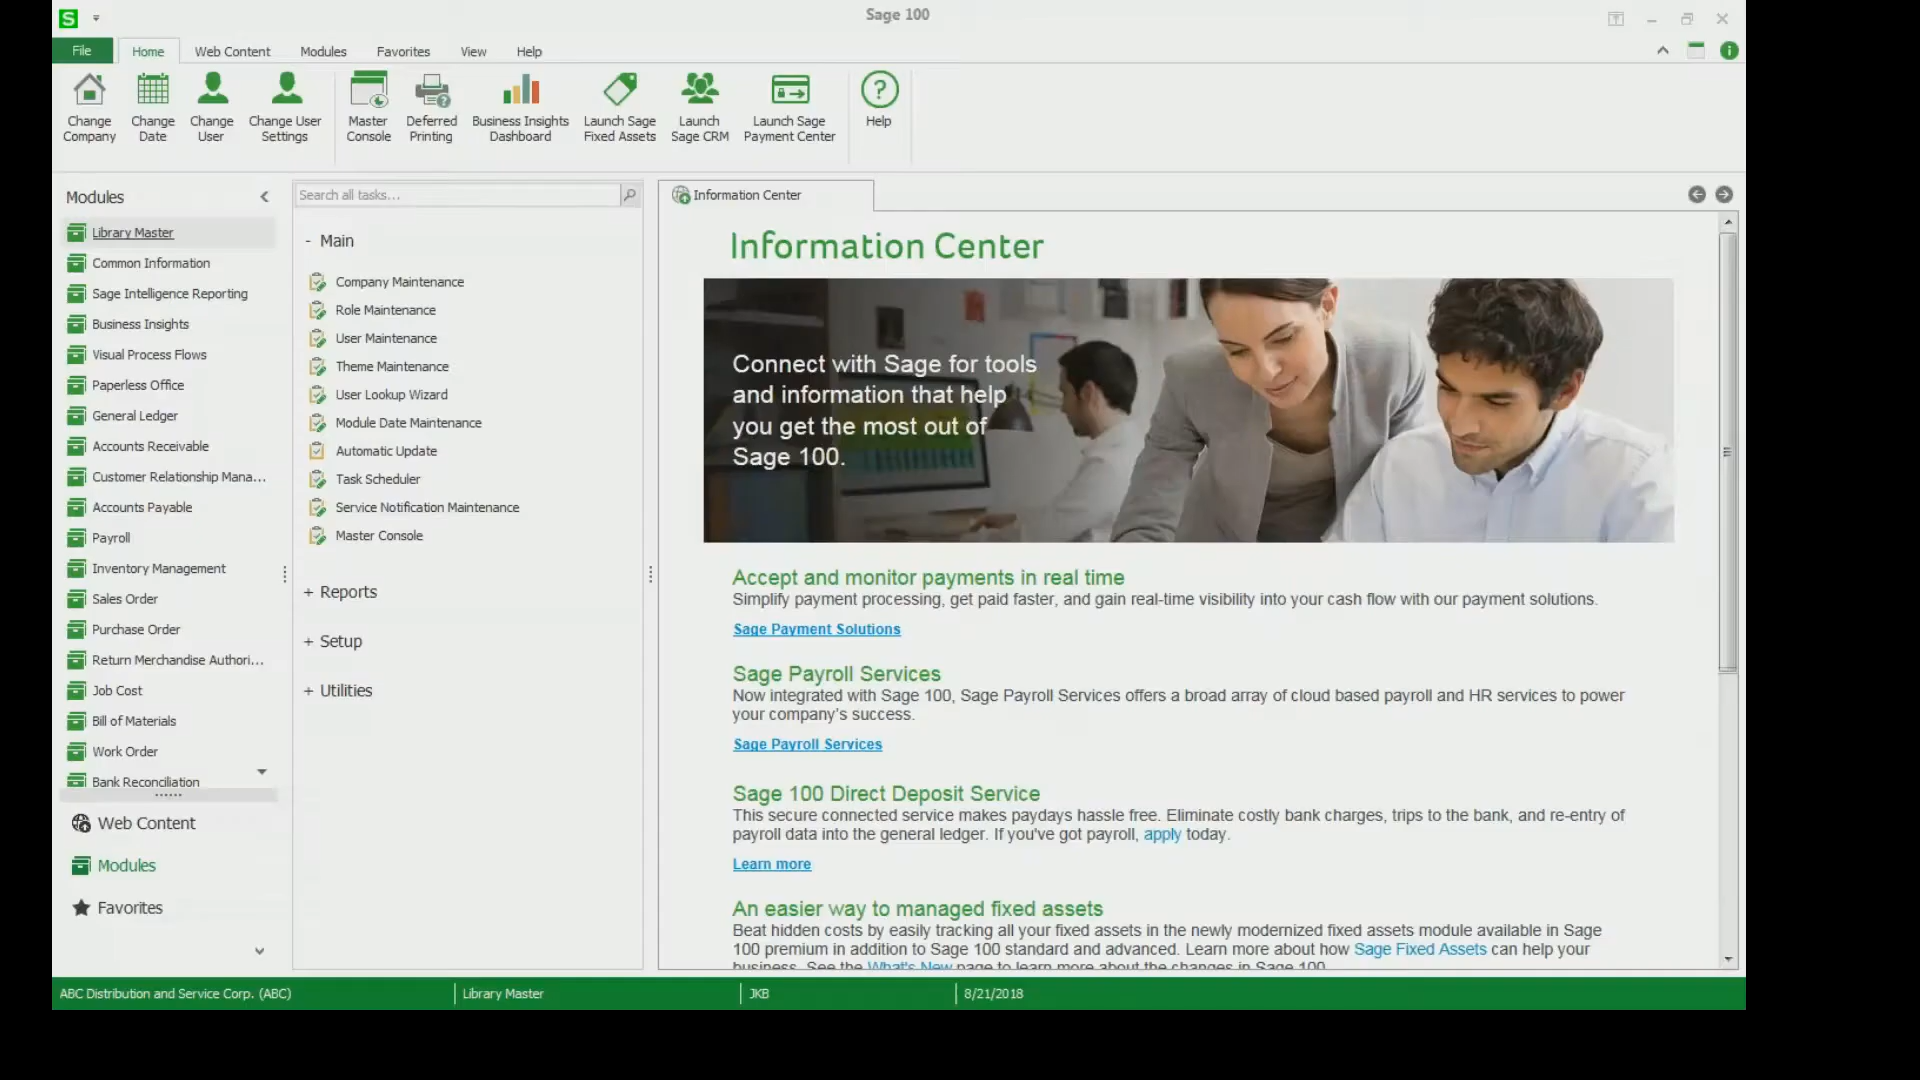 S
Sage 100
File
Home
Web Content
Modules
Favorites
View
Help
Change
Company
Change
Date
Change
User
Change User
Settings
Master
Console
Deferred
Printing
Business Insights
Dashboard
Launch Sage
Fixed Assets
Launch
Sage CRM
Launch Sage
Payment Center
Help
Modules
Library Master
Common Information
Sage Intelligence Reporting
Business Insights
Visual Process Flows
Paperless Office
General Ledger
Accounts Receivable
Customer Relationship Mana...
Accounts Payable
Payroll
Inventory Management
Sales Order
Purchase Order
Return Merchandise Authori...
Job Cost
Bill of Materials
Work Order
Bank Reconciliation
Web Content
Modules
Favorites
Search all tasks...
- Main
Company Maintenance
Role Maintenance
User Maintenance
Theme Maintenance
User Lookup Wizard
Module Date Maintenance
Automatic Update
Task Scheduler
Service Notification Maintenance
Master Console
+ Reports
+ Setup
+ Utilities
Information Center
Information Center
Connect with Sage for tools
and information that help
you get the most out of
Sage 100.
Accept and monitor payments in real time
Simplify payment processing, get paid faster, and gain real-time visibility into your cash flow with our payment solutions.
Sage Payment Solutions
Sage Payroll Services
Now integrated with Sage 100, Sage Payroll Services offers a broad array of cloud based payroll and HR services to power
your company's success.
Sage Payroll Services
Sage 100 Direct Deposit Service
This secure connected service makes paydays hassle free. Eliminate costly bank charges, trips to the bank, and re-entry of
payroll data into the general ledger. If you've got payroll, apply today.
Learn more
An easier way to managed fixed assets
Beat hidden costs by easily tracking all your fixed assets in the newly modernized fixed assets module available in Sage
100 premium in addition to Sage 100 standard and advanced. Learn more about how Sage Fixed Assets can help your
business. See the What's New page to learn more about the changes in Sage 100.
ABC Distribution and Service Corp. (ABC)
Library Master
JKB
8/21/2018